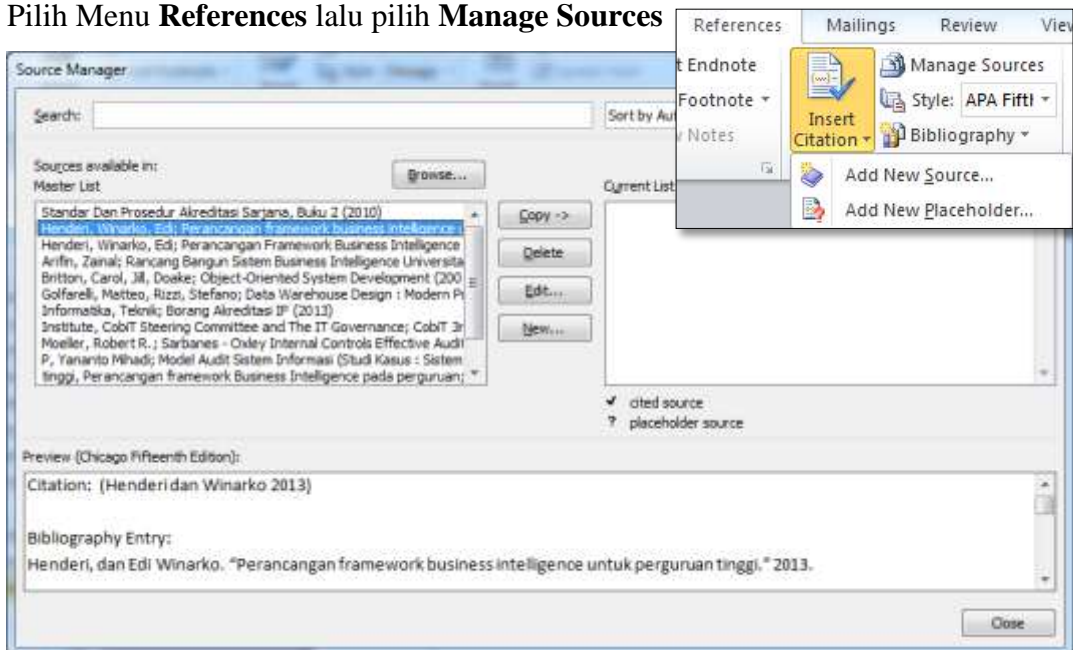 Pilih Menu References lalu pilih Manage Sources
References Mailings Review View
t Endnote
Footnote
Notes
Insert
Citation
Manage Sources
Style: APA Fiftl
Bibliography
Add New Source...
Add New Placeholder...
Source Manager
Search:
Sort by Aut
Sources available in:
Master List
Browse...
Current List
Standar Dan Prosedur Akreditasi Sarjana, Buku 2 (2010)
Henderi, Winarko, Edi; Perancangan framework business intelligence u
Henderi, Winarko, Edi; Perancangan Framework Business Intelligence
Arifin, Zainal; Rancang Bangun Sistem Business Intelligence Universita
Britton, Carol, Jill, Doake; Object-Oriented System Development (200
Golfarelli, Matteo, Rizzi, Stefano; Data Warehouse Design : Modern Pr
Informatika, Teknik; Borang Akreditasi IF (2013)
Institute, CobiT Steering Committee and The IT Governance; CobiT 3r
Moeller, Robert R.; Sarbanes - Oxley Internal Controls Effective Audit
P, Yananto Mihadi; Model Audit Sistem Informasi (Studi Kasus : Sistem
tinggi, Perancangan framework Business Intelligence pada perguruan;
Copy ->
Delete
Edit...
New...
cited source
? placeholder source
Preview (Chicago Fifteenth Edition):
Citation: (Henderi dan Winarko 2013)
Bibliography Entry:
Henderi, dan Edi Winarko. "Perancangan framework business intelligence untuk perguruan tinggi." 2013.
Close